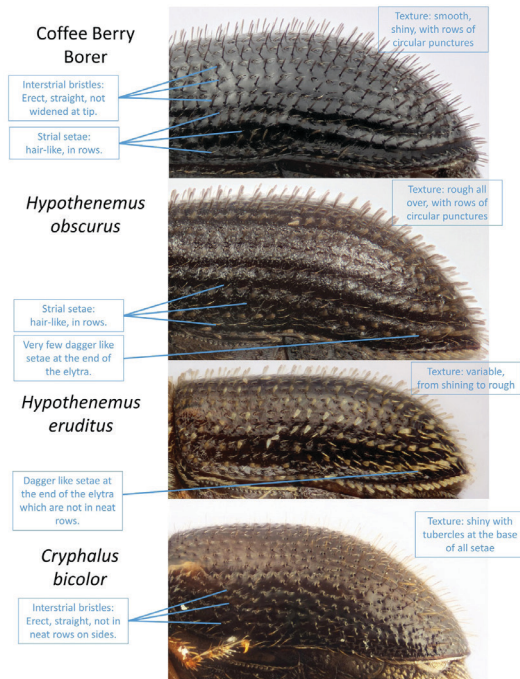 Coffee Berry
Borer
Texture: smooth,
shiny, with rows of
circular punctures
Interstrial bristles:
Erect, straight, not
widened at tip.
Strial setae:
hair-like, in rows.
Hypothenemus
obscurus
Texture: rough all
over, with rows of
circular punctures
Strial setae:
hair-like, in rows.
Very few dagger like
setae at the end of
the elytra.
Hypothenemus
eruditus
Texture: variable,
from shining to rough
Dagger like setae at
the end of the elytra
which are not in neat
rows.
Cryphalus
bicolor
Texture: shiny with
tubercles at the base
of all setae
Interstrial bristles:
Erect, straight, not in
neat rows on sides.